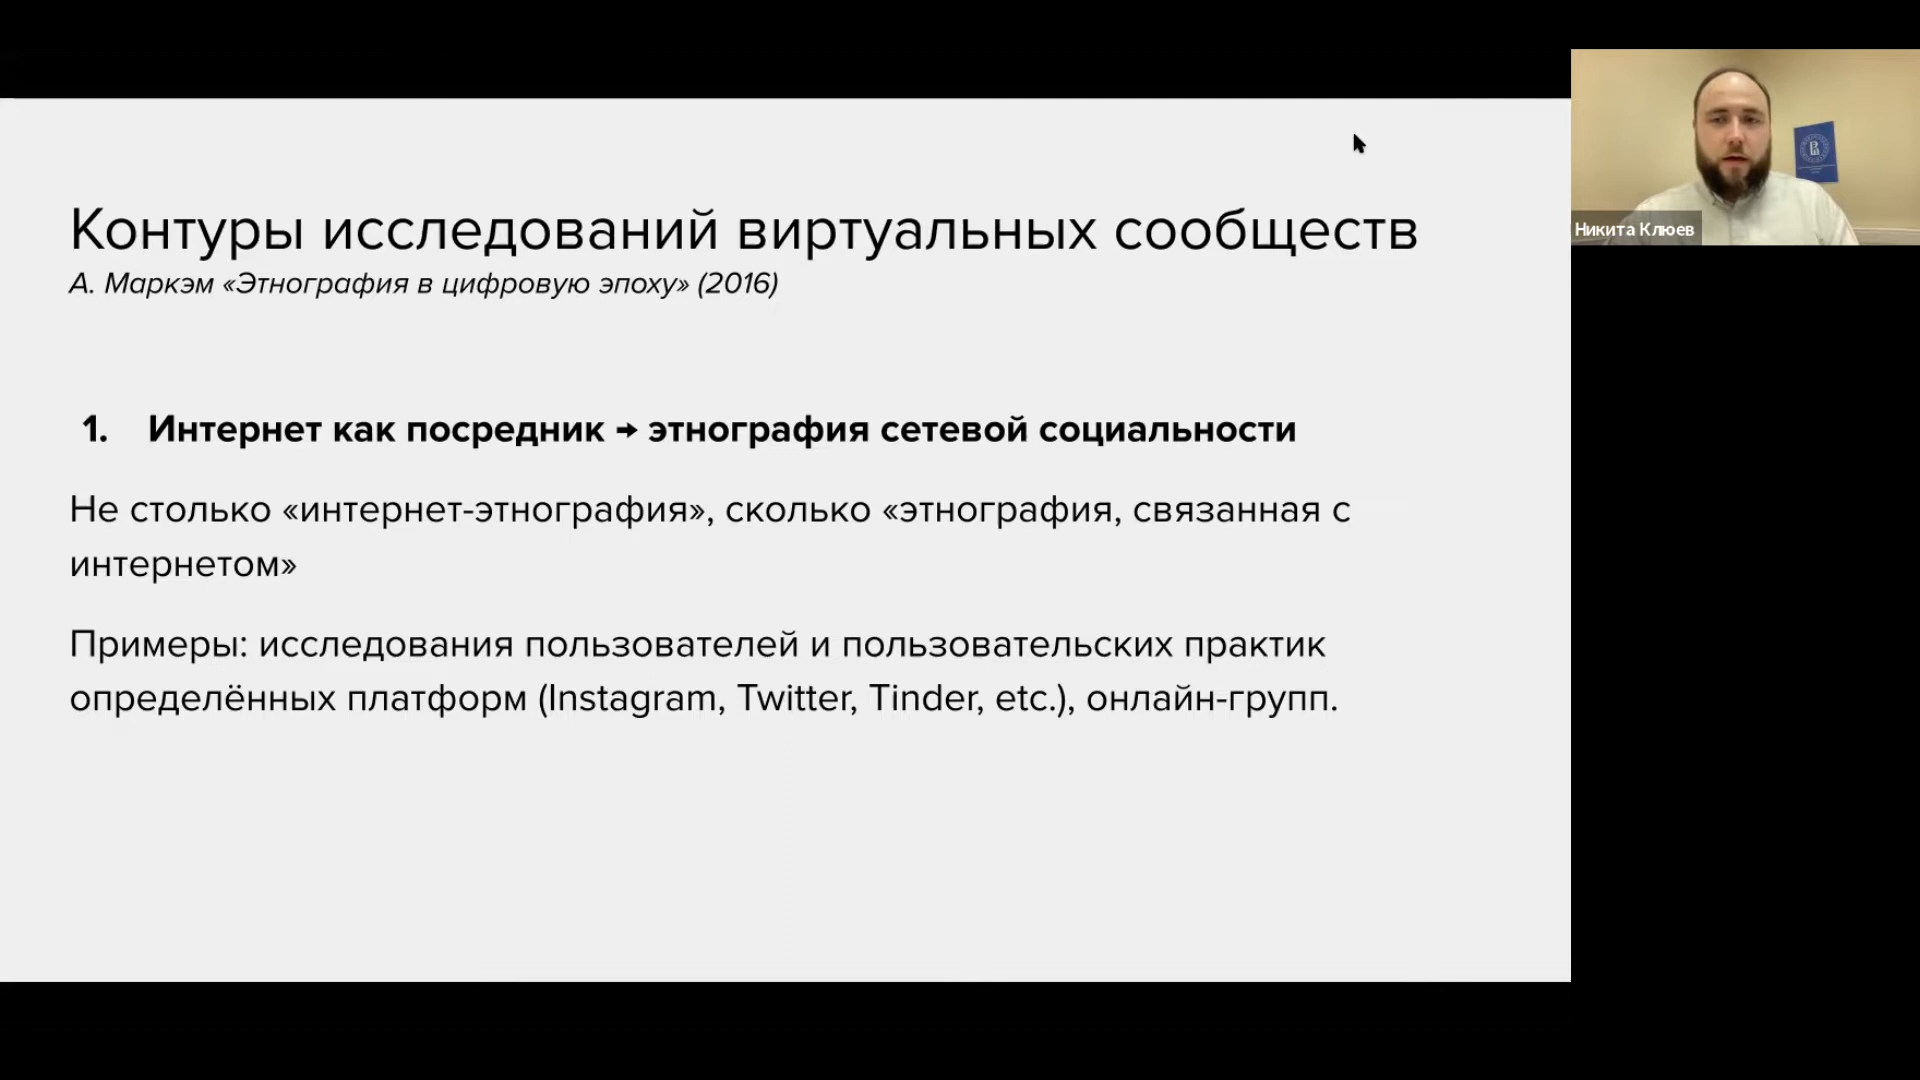 Контуры исследований виртуальных сообществ
А. Маркэм «Этнография в цифровую эпоху» (2016)
1. Интернет как посредник → этнография сетевой социальности
Не столько «интернет-этнография», сколько «этнография, связанная с
интернетом»
Примеры: исследования пользователей и пользовательских практик
определённых платформ (Instagram, Twitter, Tinder, etc.), онлайн-групп.
Никита Клюев